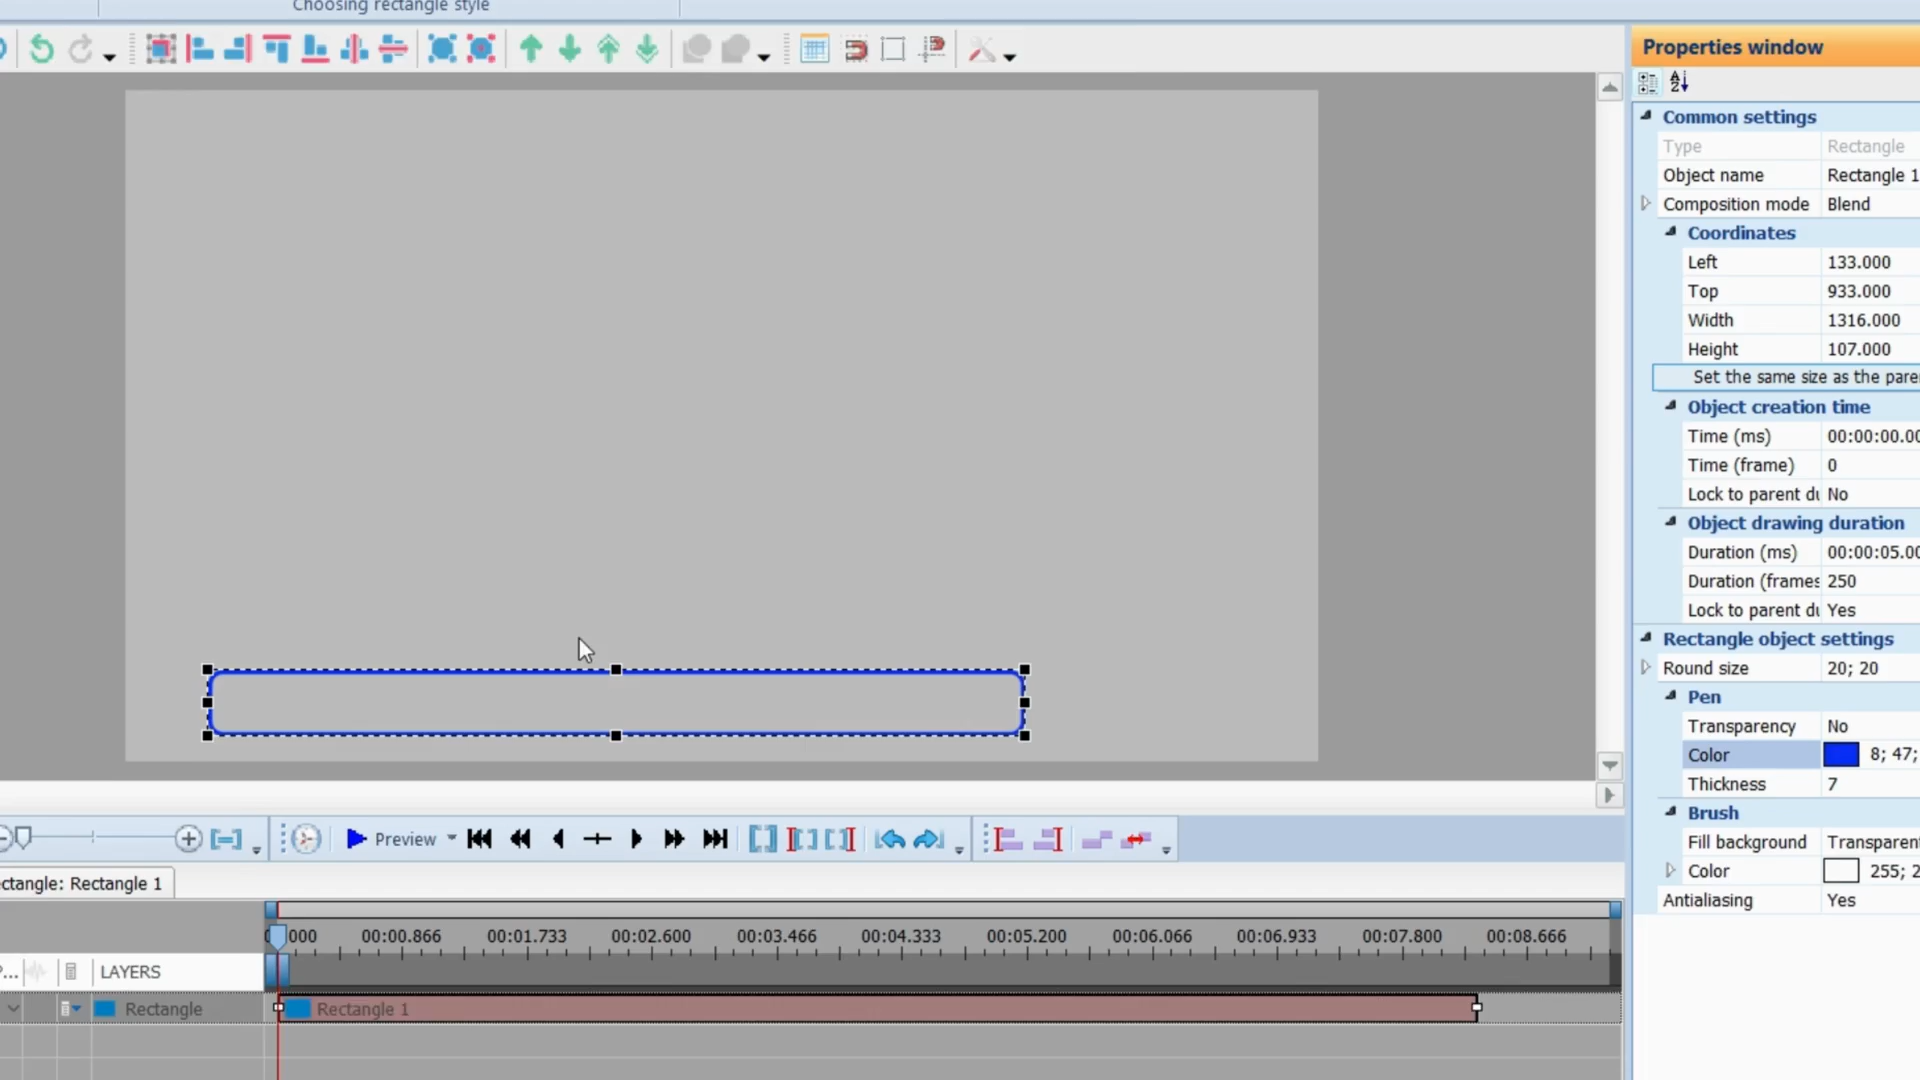 Choosing rectangle style
Properties window
Common settings
Type Rectangle
Object name Rectangle 1
Composition mode Blend
Coordinates
Left 133.000
Top 933.000
Width 1316.000
Height 107.000
Set the same size as the pare
Object creation time
Time (ms) 00:00:00.00
Time (frame) 0
Lock to parent du No
Object drawing duration
Duration (ms) 00:00:05.00
Duration (frames 250
Lock to parent du Yes
Rectangle object settings
Round size 20; 20
Pen
Transparency No
Color 8; 47;
Thickness 7
Brush
Fill background Transparent
Color 255; 2
Antialiasing Yes
Preview
ectangle: Rectangle 1
000 00:00.866 00:01.733 00:02.600 00:03.466 00:04.333 00:05.200 00:06.066 00:06.933 00:07.800 00:08.666
LAYERS
Rectangle
Rectangle 1